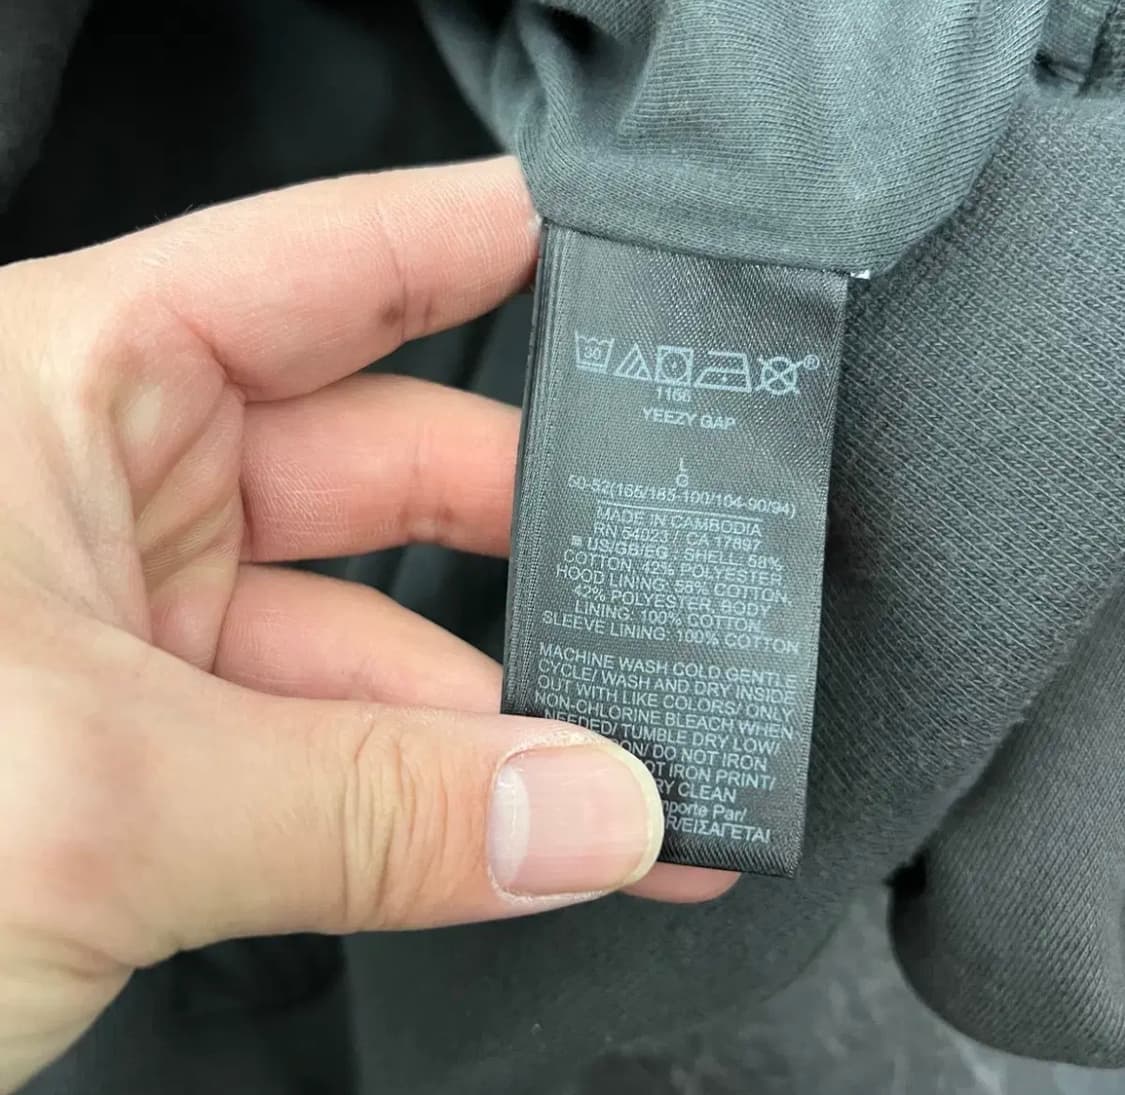 30
®
1166
YEEZY GAP
L
G
50-52(165/185-100/104-90/94)
MADE IN CAMBODIA
RN 54023 / CA 17897
US/GB/EG : SHELL: 58%
COTTON, 42% POLYESTER.
HOOD LINING: 58% COTTON,
42% POLYESTER. BODY
LINING: 100% COTTON.
SLEEVE LINING: 100% COTTON
MACHINE WASH COLD GENTLE
CYCLE/ WASH AND DRY INSIDE
OUT WITH LIKE COLORS/ ONLY
NON-CHLORINE BLEACH WHEN
NEEDED/ TUMBLE DRY LOW/
DO NOT IRON
IRON PRINT/
CLEAN
Par/